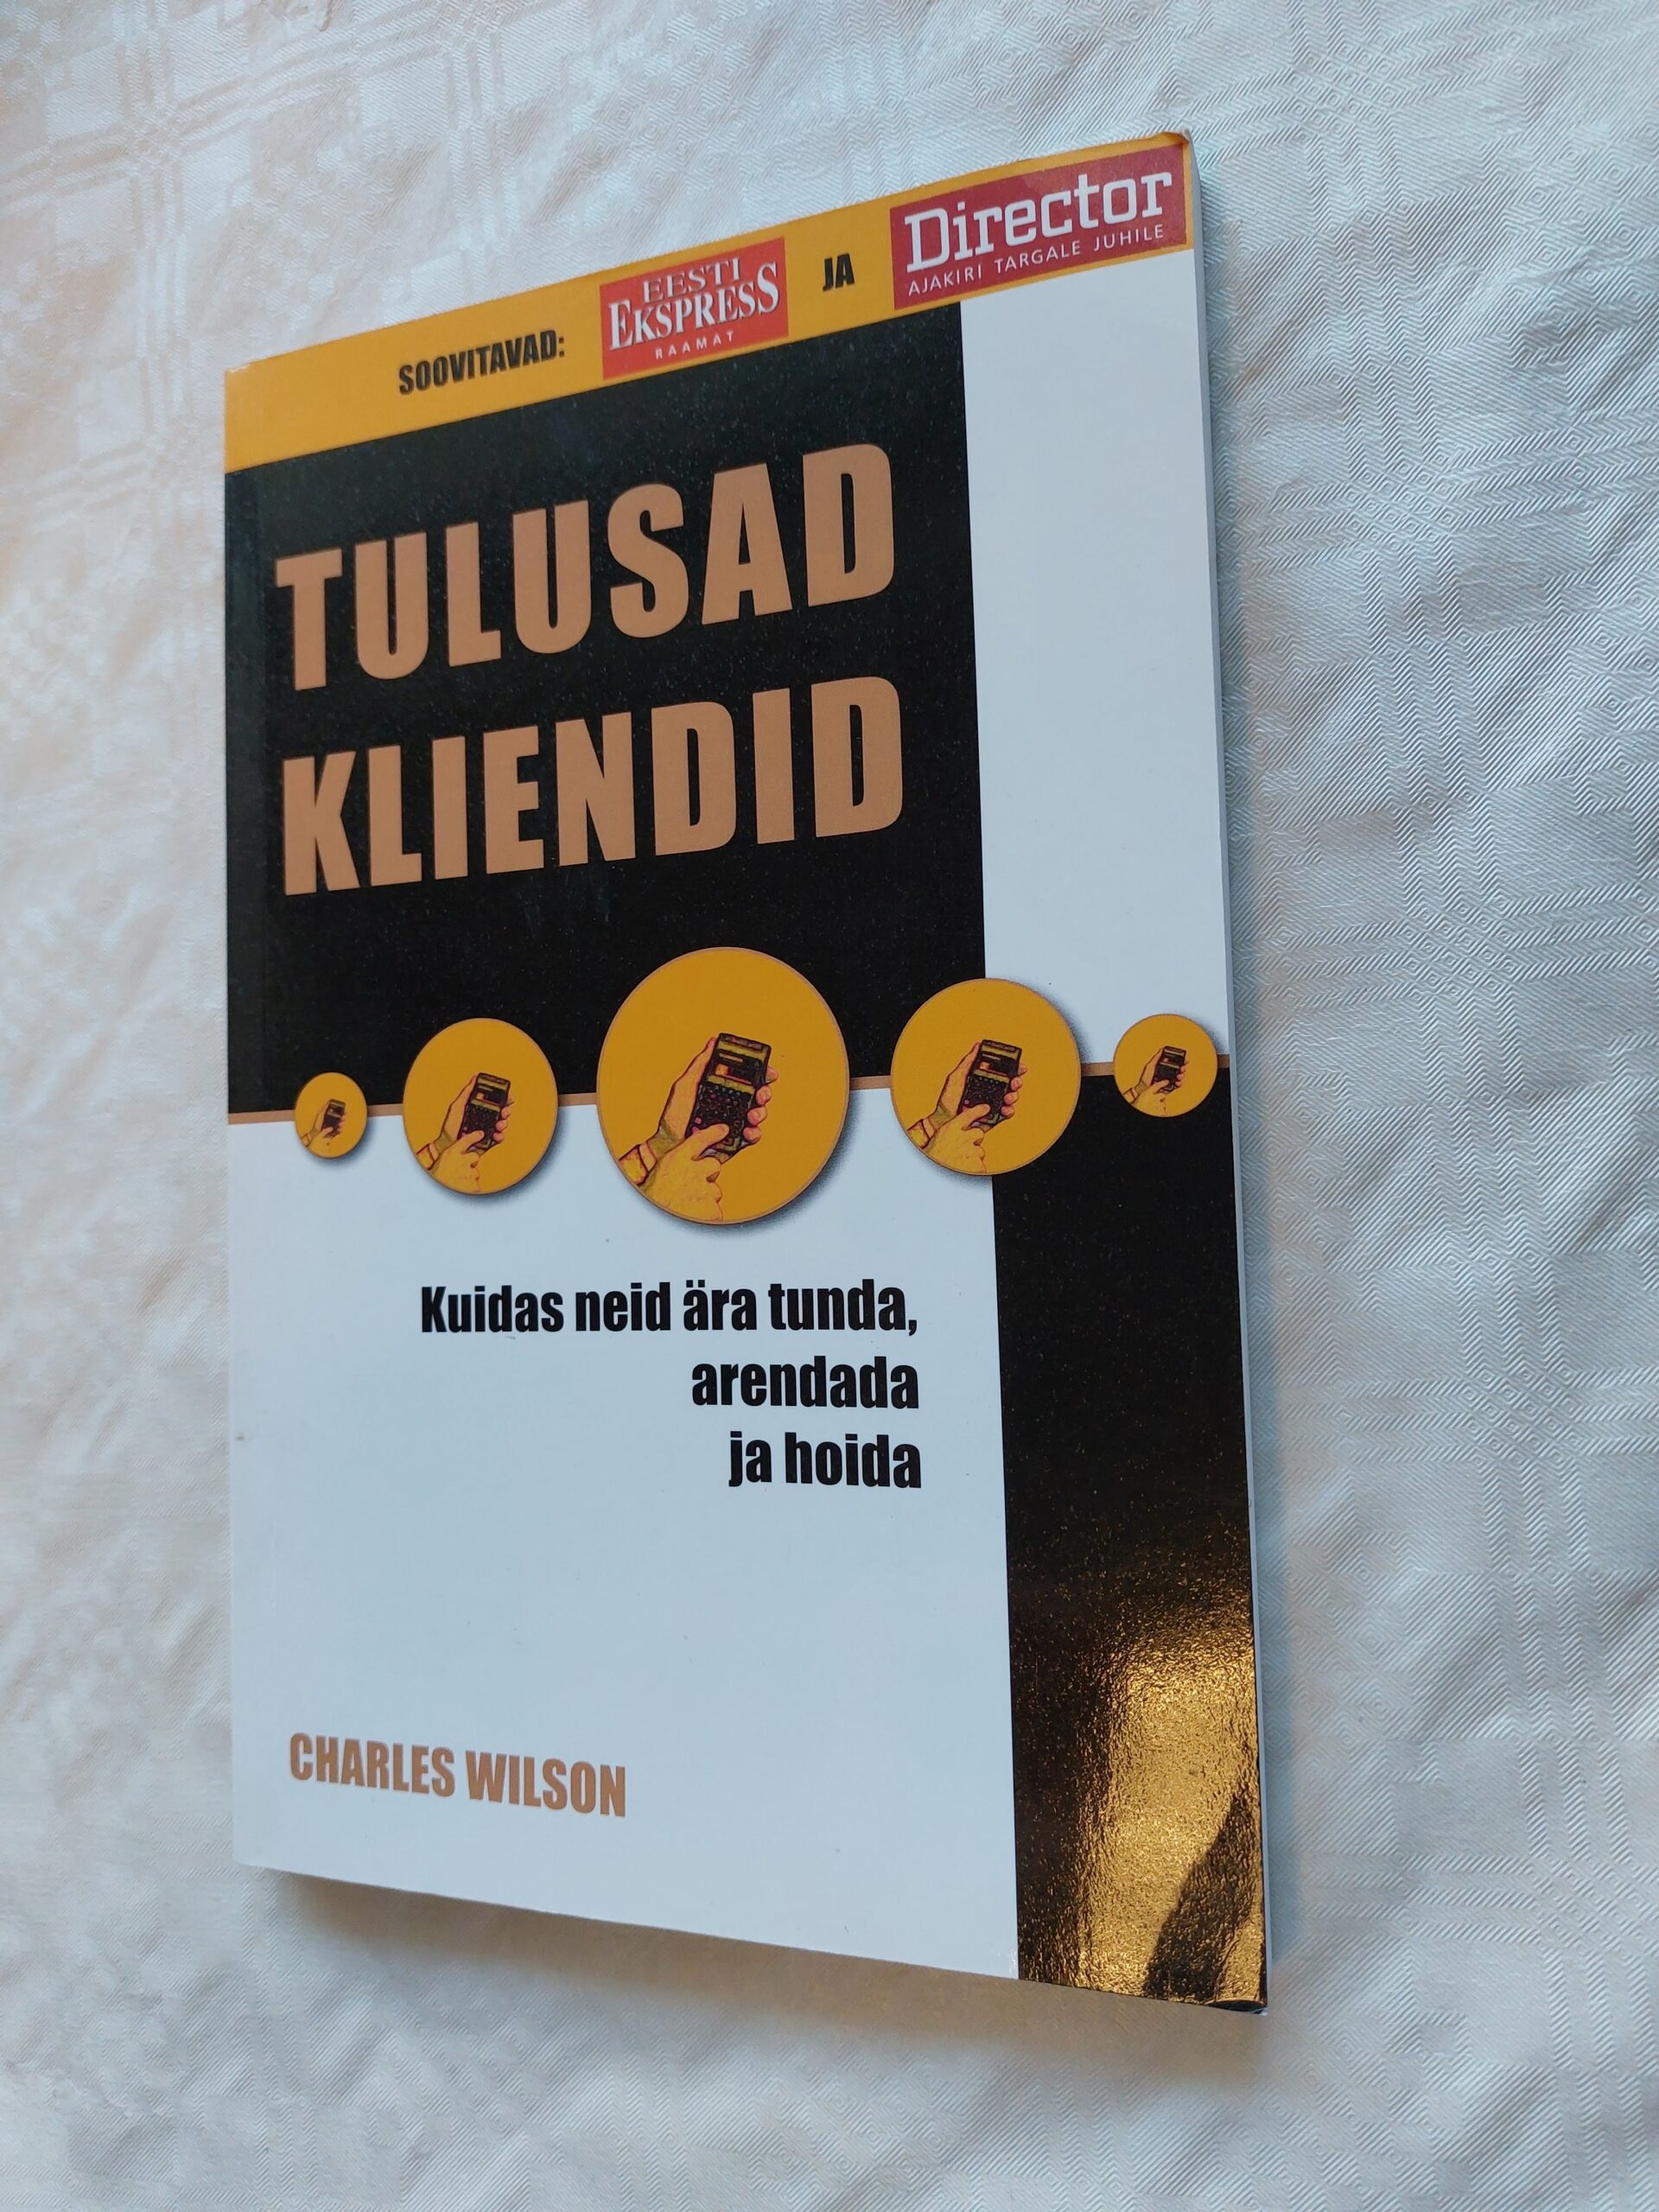 SOOVITAVAD: EESTI EKSPRESS RAAMAT JA Director AJAKIRI TARGALE JUHILE
TULUSAD
KLIENDID
Kuidas neid ära tunda,
arendada
ja hoida
CHARLES WILSON